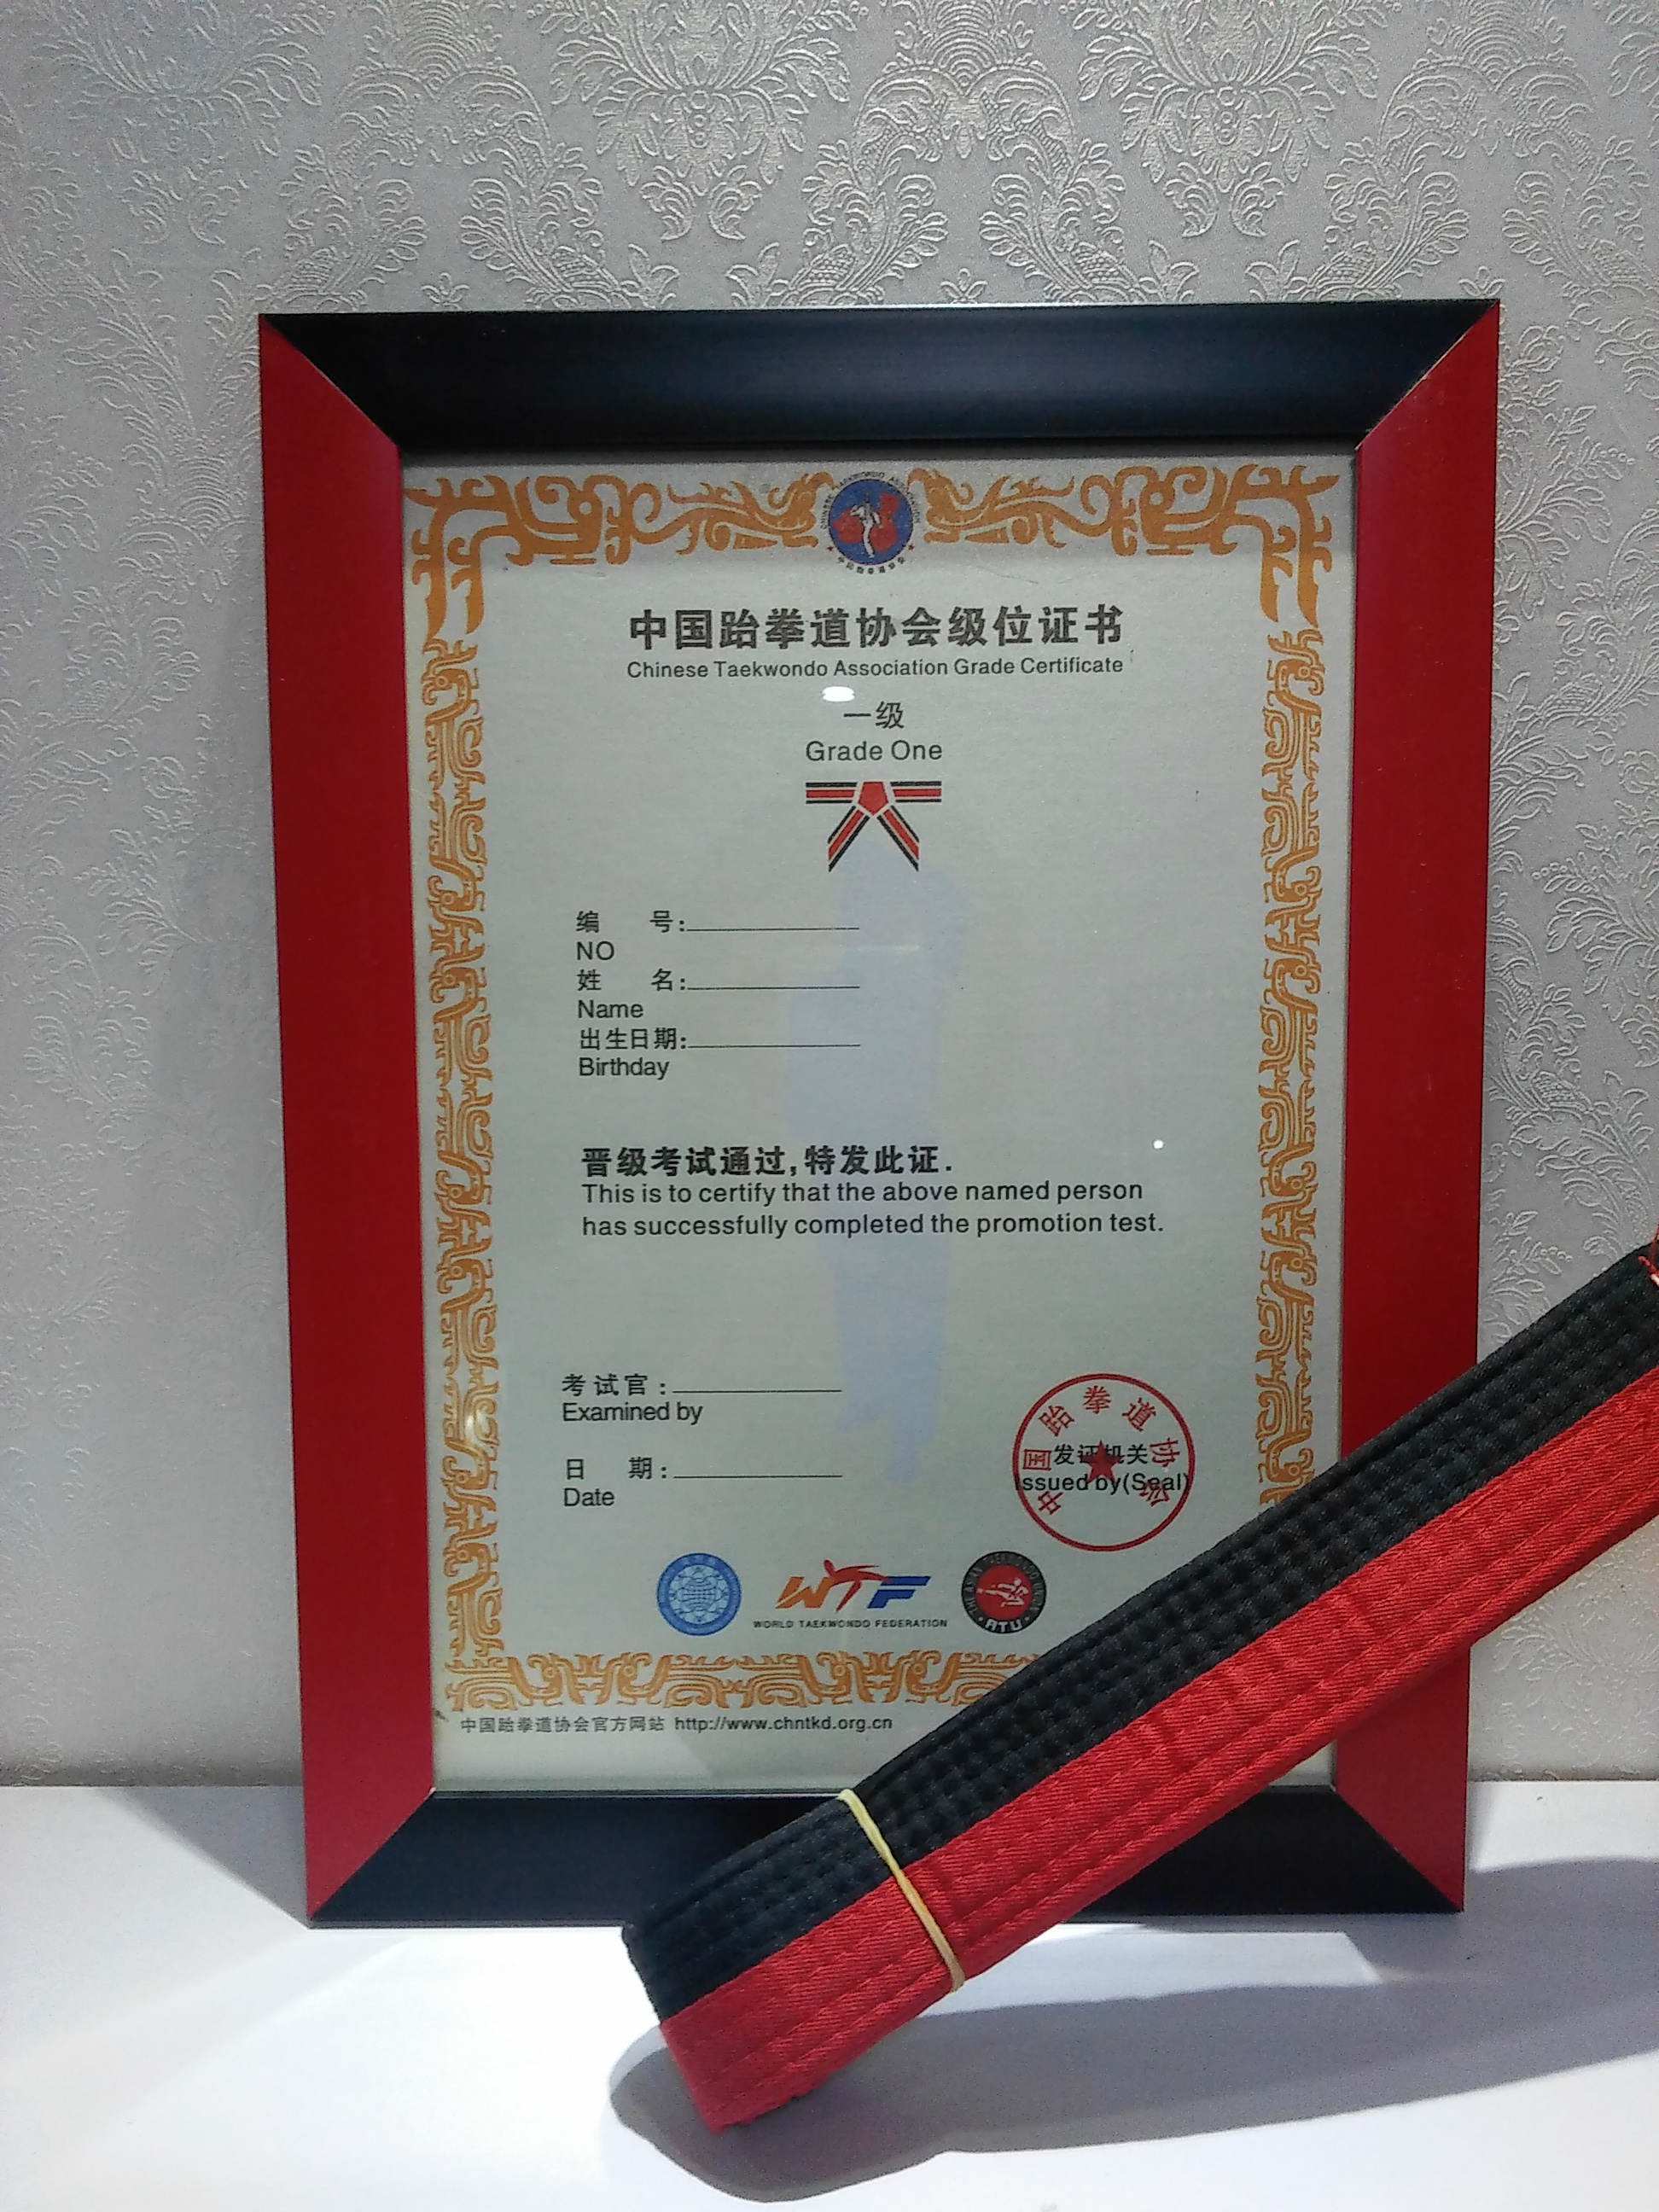 中国跆拳道协会级位证书
Chinese Taekwondo Association Grade Certificate
一级
Grade One
编 号:
NO
姓 名:
Name
出生日期:
Birthday
晋级考试通过,特发此证.
This is to certify that the above named person
has successfully completed the promotion test.
考试官:
Examined by
日 期:
Date
中国跆拳道协会
发证机关
Issued by(Seal)
WTF
WORLD TAEKWONDO FEDERATION
ATU
中国跆拳道协会官方网站 http://www.chntkd.org.cn